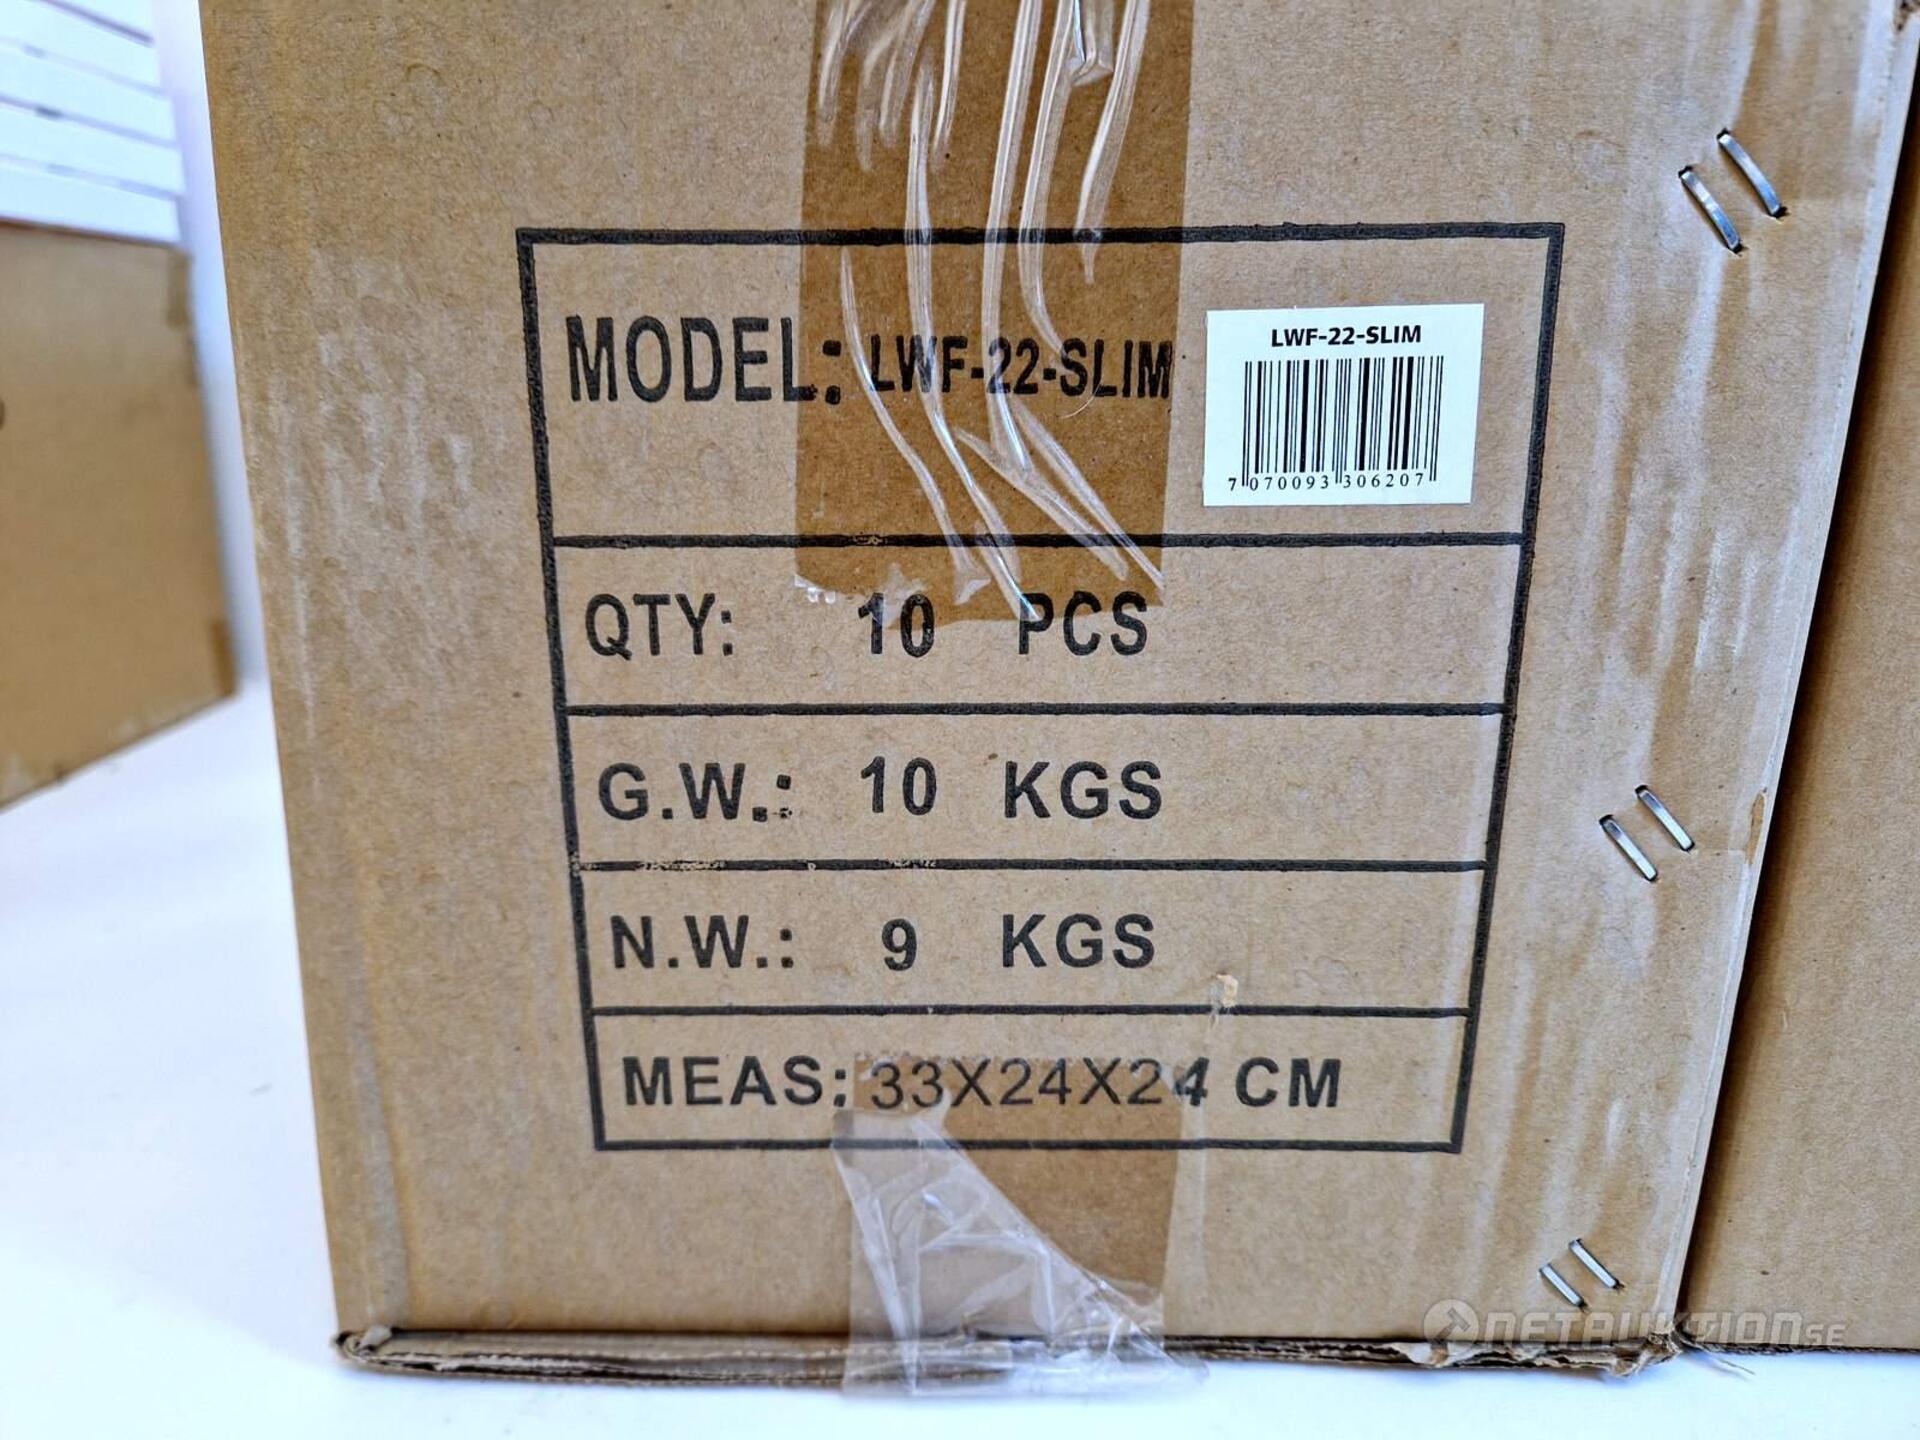 MODEL: LWF-22-SLIM
LWF-22-SLIM
7 070093 306207
QTY: 10 PCS
G.W.: 10 KGS
N.W.: 9 KGS
MEAS: 33X24X24 CM
NETAUKTION.SE